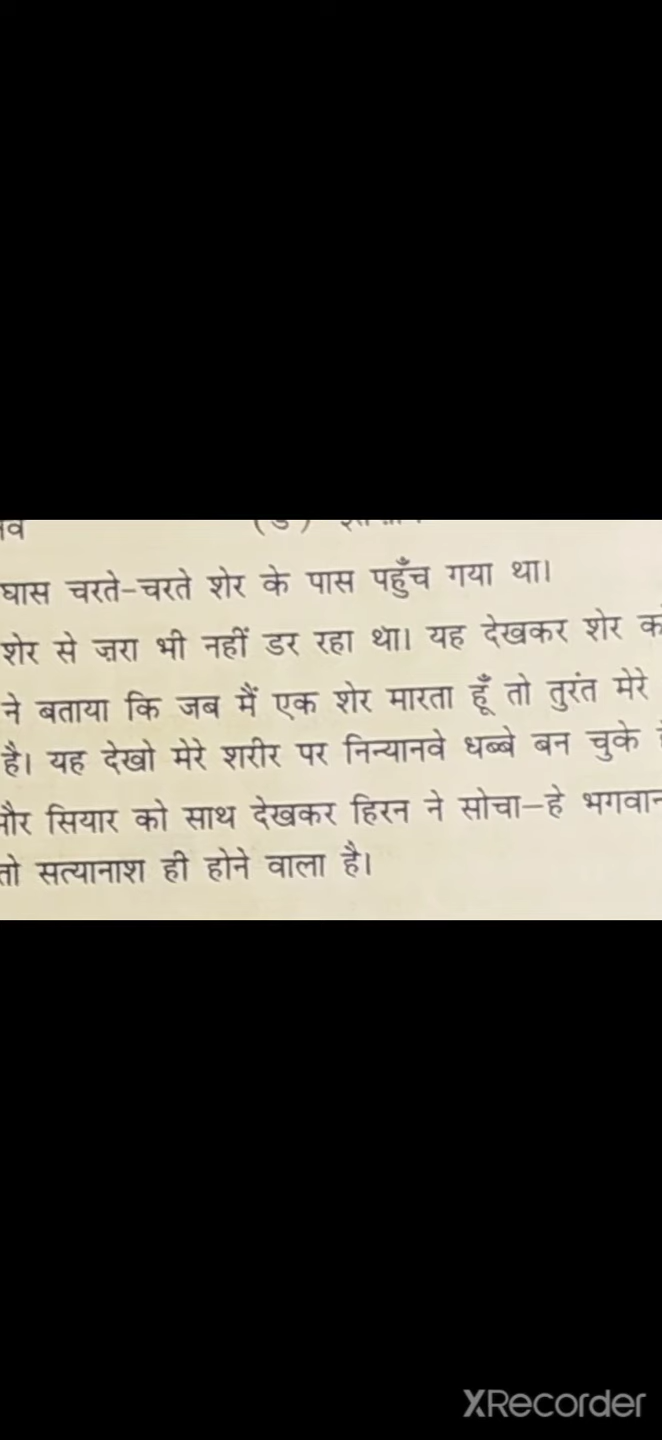 घास चरते-चरते शेर के पास पहुँच गया था।
शेर से ज़रा भी नहीं डर रहा था। यह देखकर शेर
ने बताया कि जब मैं एक शेर मारता हूँ तो तुरंत मेरे
है। यह देखो मेरे शरीर पर निन्यानवे धब्बे बन चुके
सियार को साथ देखकर हिरन ने सोचा–हे भगवान
तो सत्यानाश ही होने वाला है।
XRecorder